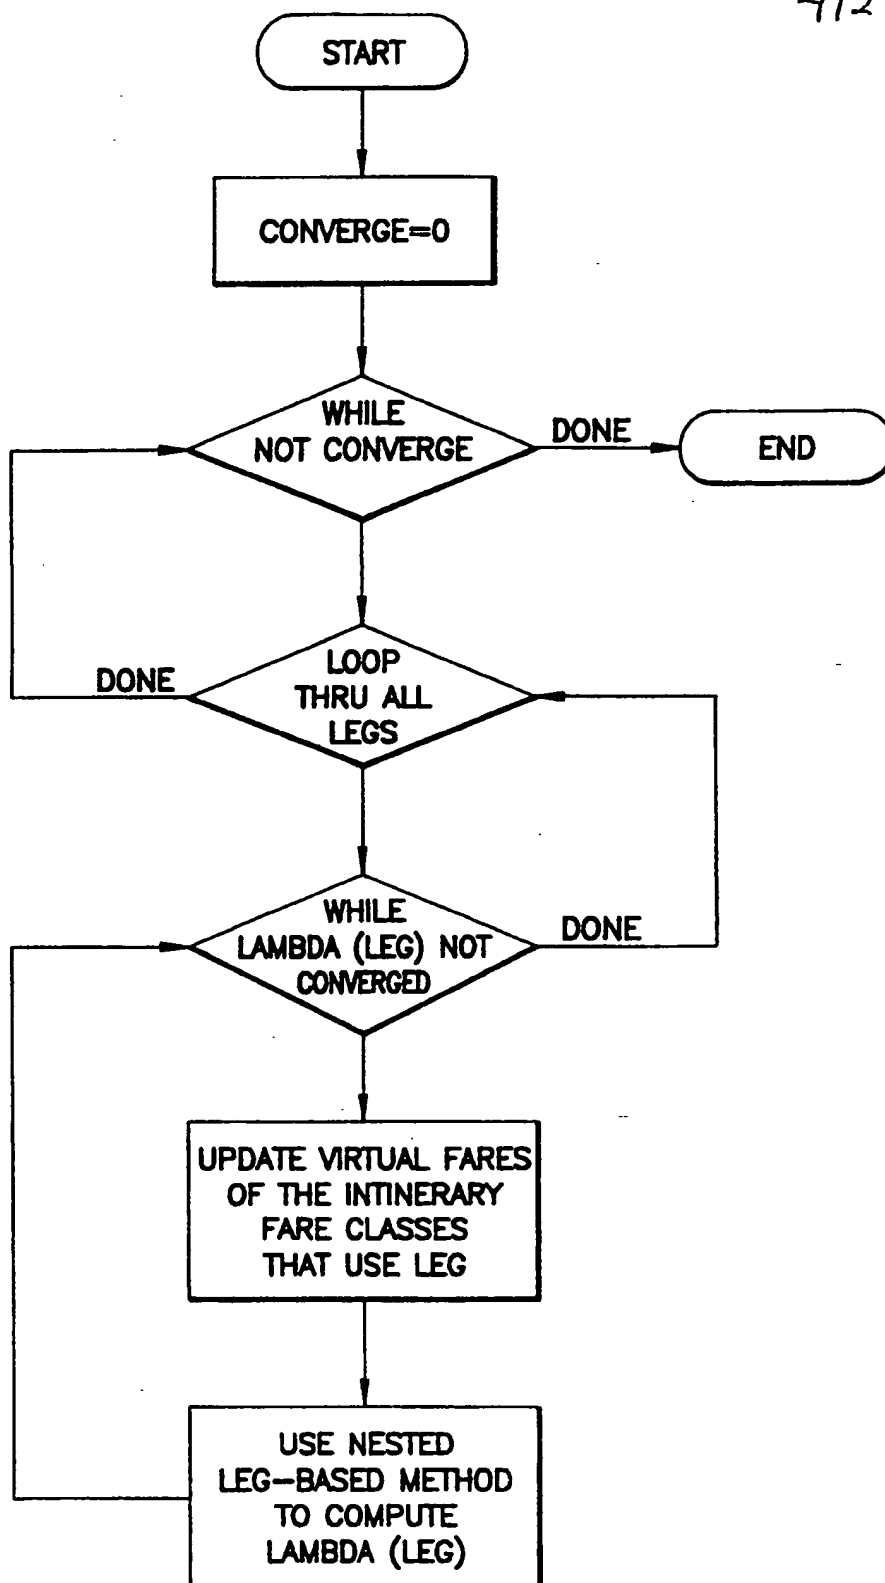 412
START
CONVERGE=0
WHILE
NOT CONVERGE
DONE
END
LOOP
THRU ALL
LEGS
DONE
WHILE
LAMBDA (LEG) NOT
CONVERGED
DONE
UPDATE VIRTUAL FARES
OF THE INTINERARY
FARE CLASSES
THAT USE LEG
USE NESTED
LEG-BASED METHOD
TO COMPUTE
LAMBDA (LEG)